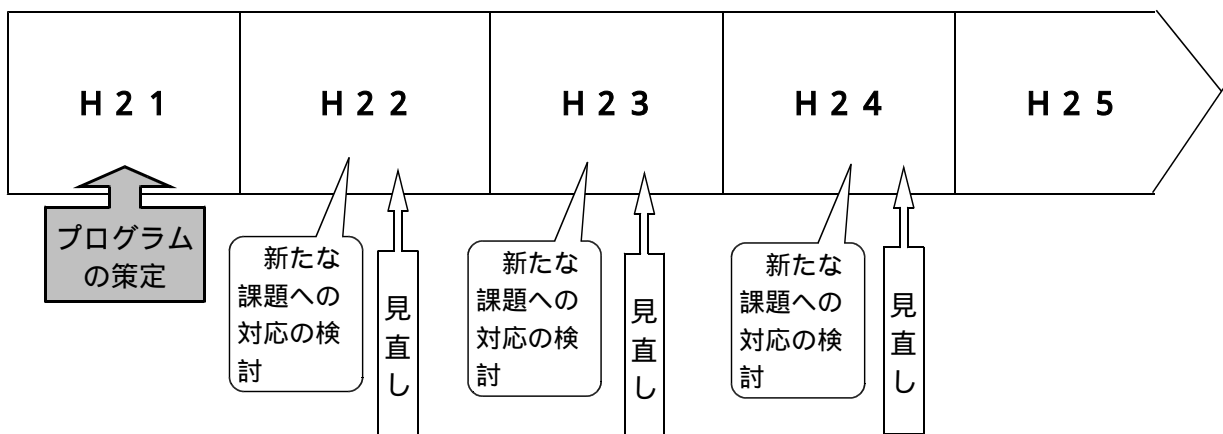 H21
H22
H23
H24
H25
プログラム
の策定
新たな
課題への
対応の検
討
見
直
し
新たな
課題への
対応の検
討
見
直
し
新たな
課題への
対応の検
討
見
直
し